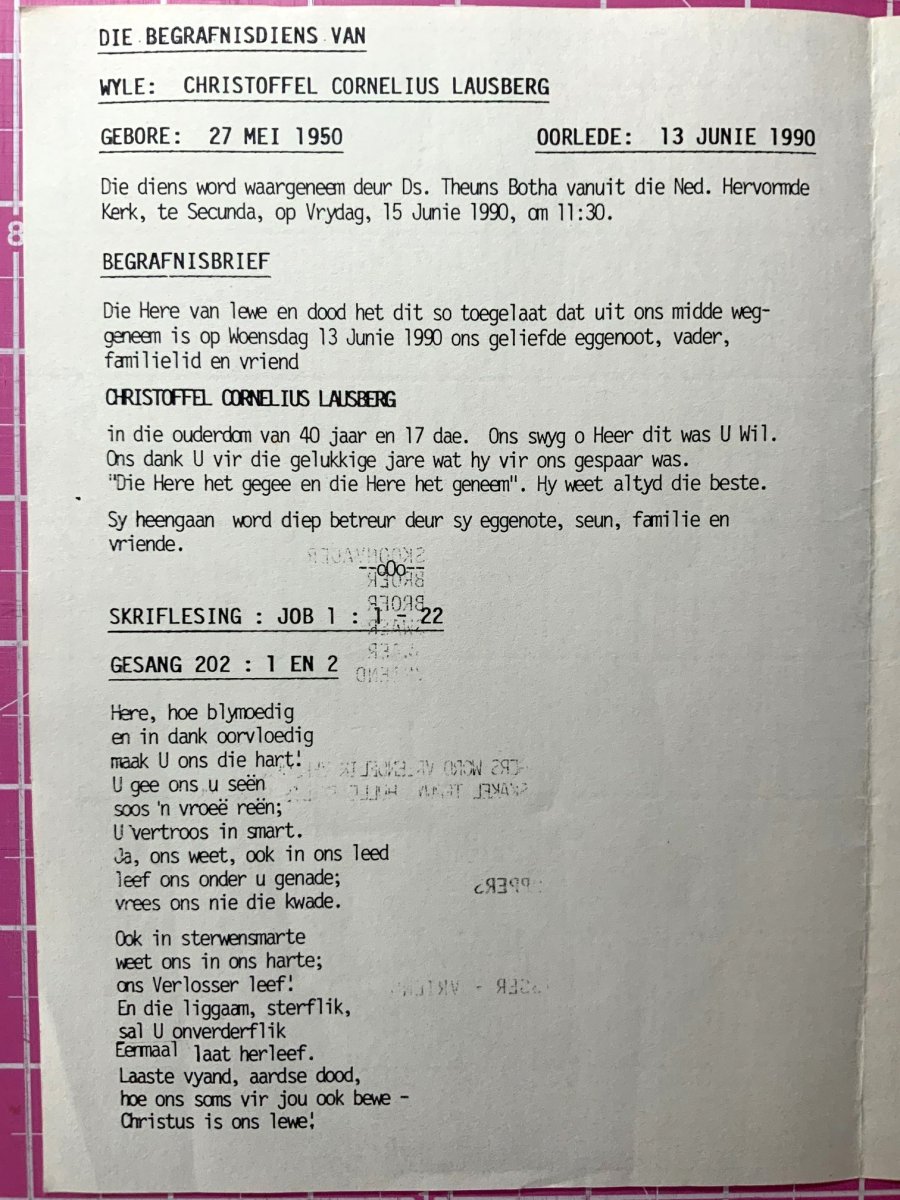 DIE BEGRAFNISDIENS VAN
WYLE: CHRISTOFFEL CORNELIUS LAUSBERG
GEBORE: 27 MEI 1950 OORLEDE: 13 JUNIE 1990
Die diens word waargeneem deur Ds. Theuns Botha vanuit die Ned. Hervormde
Kerk, te Secunda, op Vrydag, 15 Junie 1990, om 11:30.
BEGRAFNISBRIEF
Die Here van lewe en dood het dit so toegelaat dat uit ons midde weg-
geneem is op Woensdag 13 Junie 1990 ons geliefde eggenoot, vader,
familielid en vriend
CHRISTOFFEL CORNELIUS LAUSBERG
in die ouderdom van 40 jaar en 17 dae. Ons swyg o Heer dit was U Wil.
Ons dank U vir die gelukkige jare wat hy vir ons gespaar was.
"Die Here het gegee en die Here het geneem". Hy weet altyd die beste.
Sy heengaan word diep betreur deur sy eggenote, seun, familie en
vriende.
--oOo--
SKRIFLESING : JOB 1 : 1 - 22
GESANG 202 : 1 EN 2
Here, hoe blymoedig
en in dank oorvloedig
maak U ons die hart!
U gee ons u seën
soos 'n vroeë reën;
U vertroos in smart.
Ja, ons weet, ook in ons leed
leef ons onder u genade;
vrees ons nie die kwade.
Ook in sterwensmarte
weet ons in ons harte;
ons Verlosser leef!
En die liggaam, sterflik,
sal U onverderflik
Eenmaal laat herleef.
Laaste vyand, aardse dood,
hoe ons soms vir jou ook bewe -
Christus is ons lewe!
8